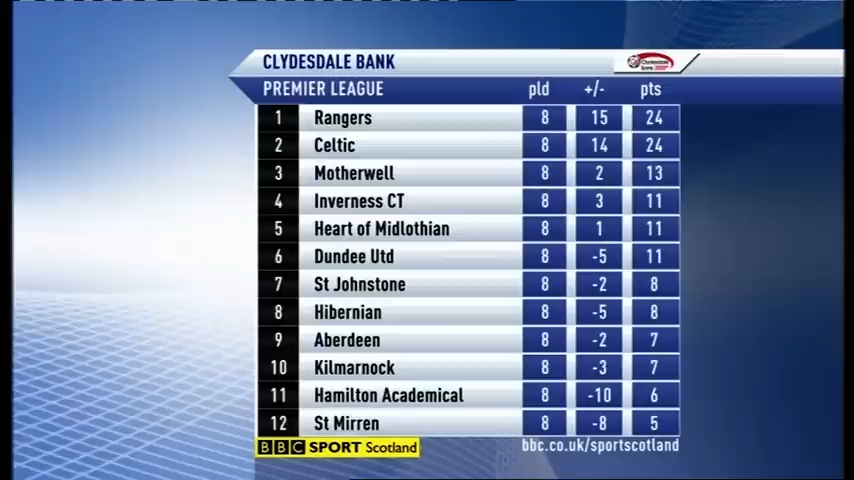 CLYDESDALE BANK
Clydesdale Bank
PREMIER LEAGUE pld +/- pts
1 Rangers 8 15 24
2 Celtic 8 14 24
3 Motherwell 8 2 13
4 Inverness CT 8 3 11
5 Heart of Midlothian 8 1 11
6 Dundee Utd 8 -5 11
7 St Johnstone 8 -2 8
8 Hibernian 8 -5 8
9 Aberdeen 8 -2 7
10 Kilmarnock 8 -3 7
11 Hamilton Academical 8 -10 6
12 St Mirren 8 -8 5
BBC SPORT Scotland bbc.co.uk/sportscotland